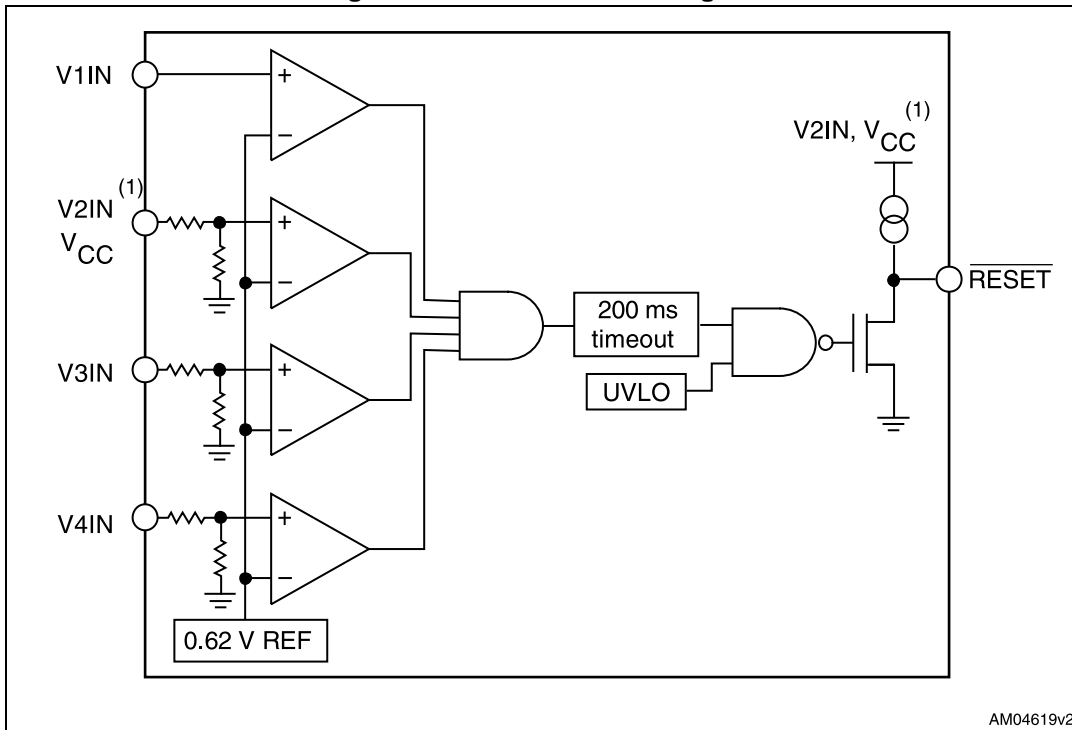 V1IN
+
−
V2IN, VCC(1)
V2IN(1)
VCC
+
−
RESET
200 ms
timeout
V3IN
+
−
UVLO
V4IN
+
−
0.62 V REF
AM04619v2